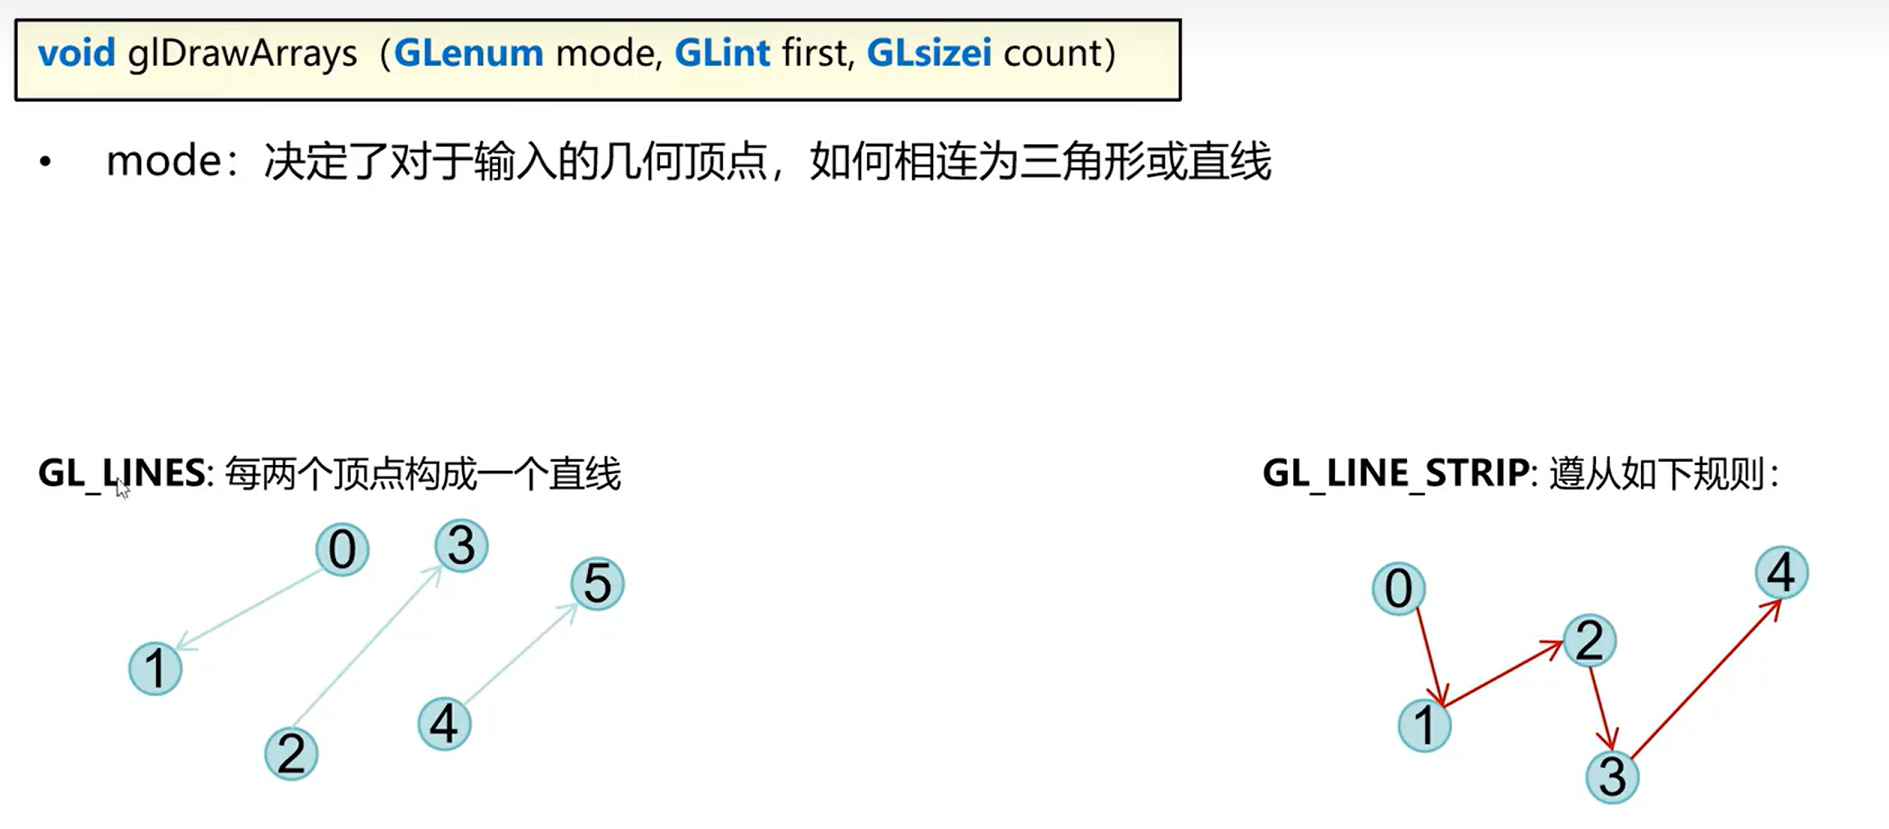 void glDrawArrays（GLenum mode, GLint first, GLsizei count）
• mode：决定了对于输入的几何顶点，如何相连为三角形或直线
GL_LINES: 每两个顶点构成一个直线
0
3
5
1
4
2
GL_LINE_STRIP: 遵从如下规则：
0
4
2
1
3